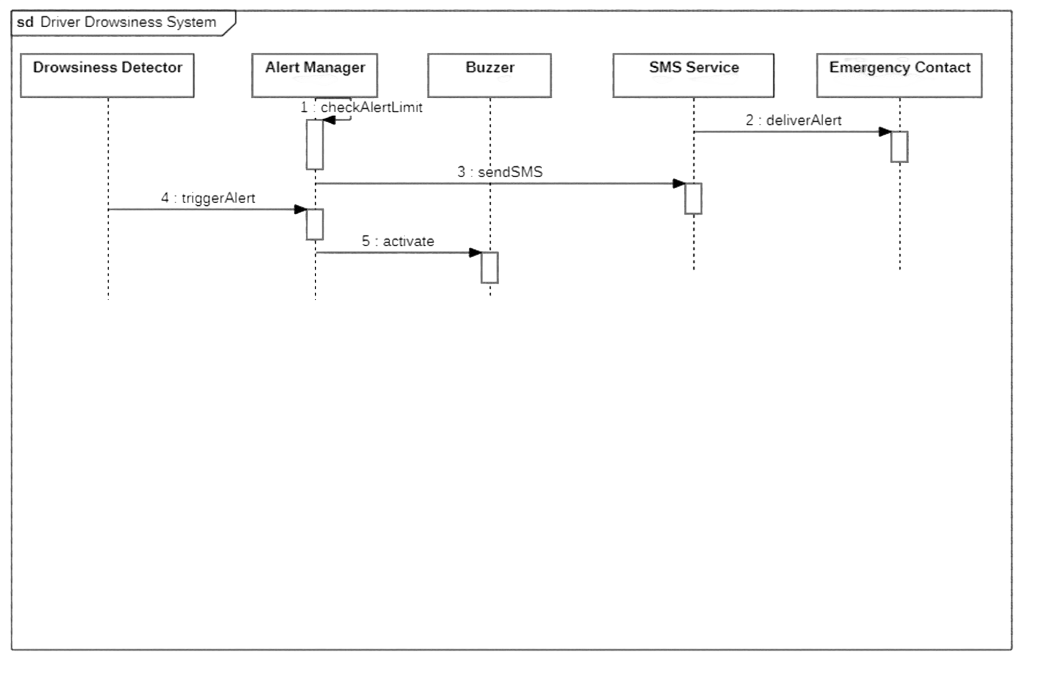 sd Driver Drowsiness System
Drowsiness Detector
Alert Manager
Buzzer
SMS Service
Emergency Contact
1 : checkAlertLimit
2 : deliverAlert
3 : sendSMS
4 : triggerAlert
5 : activate